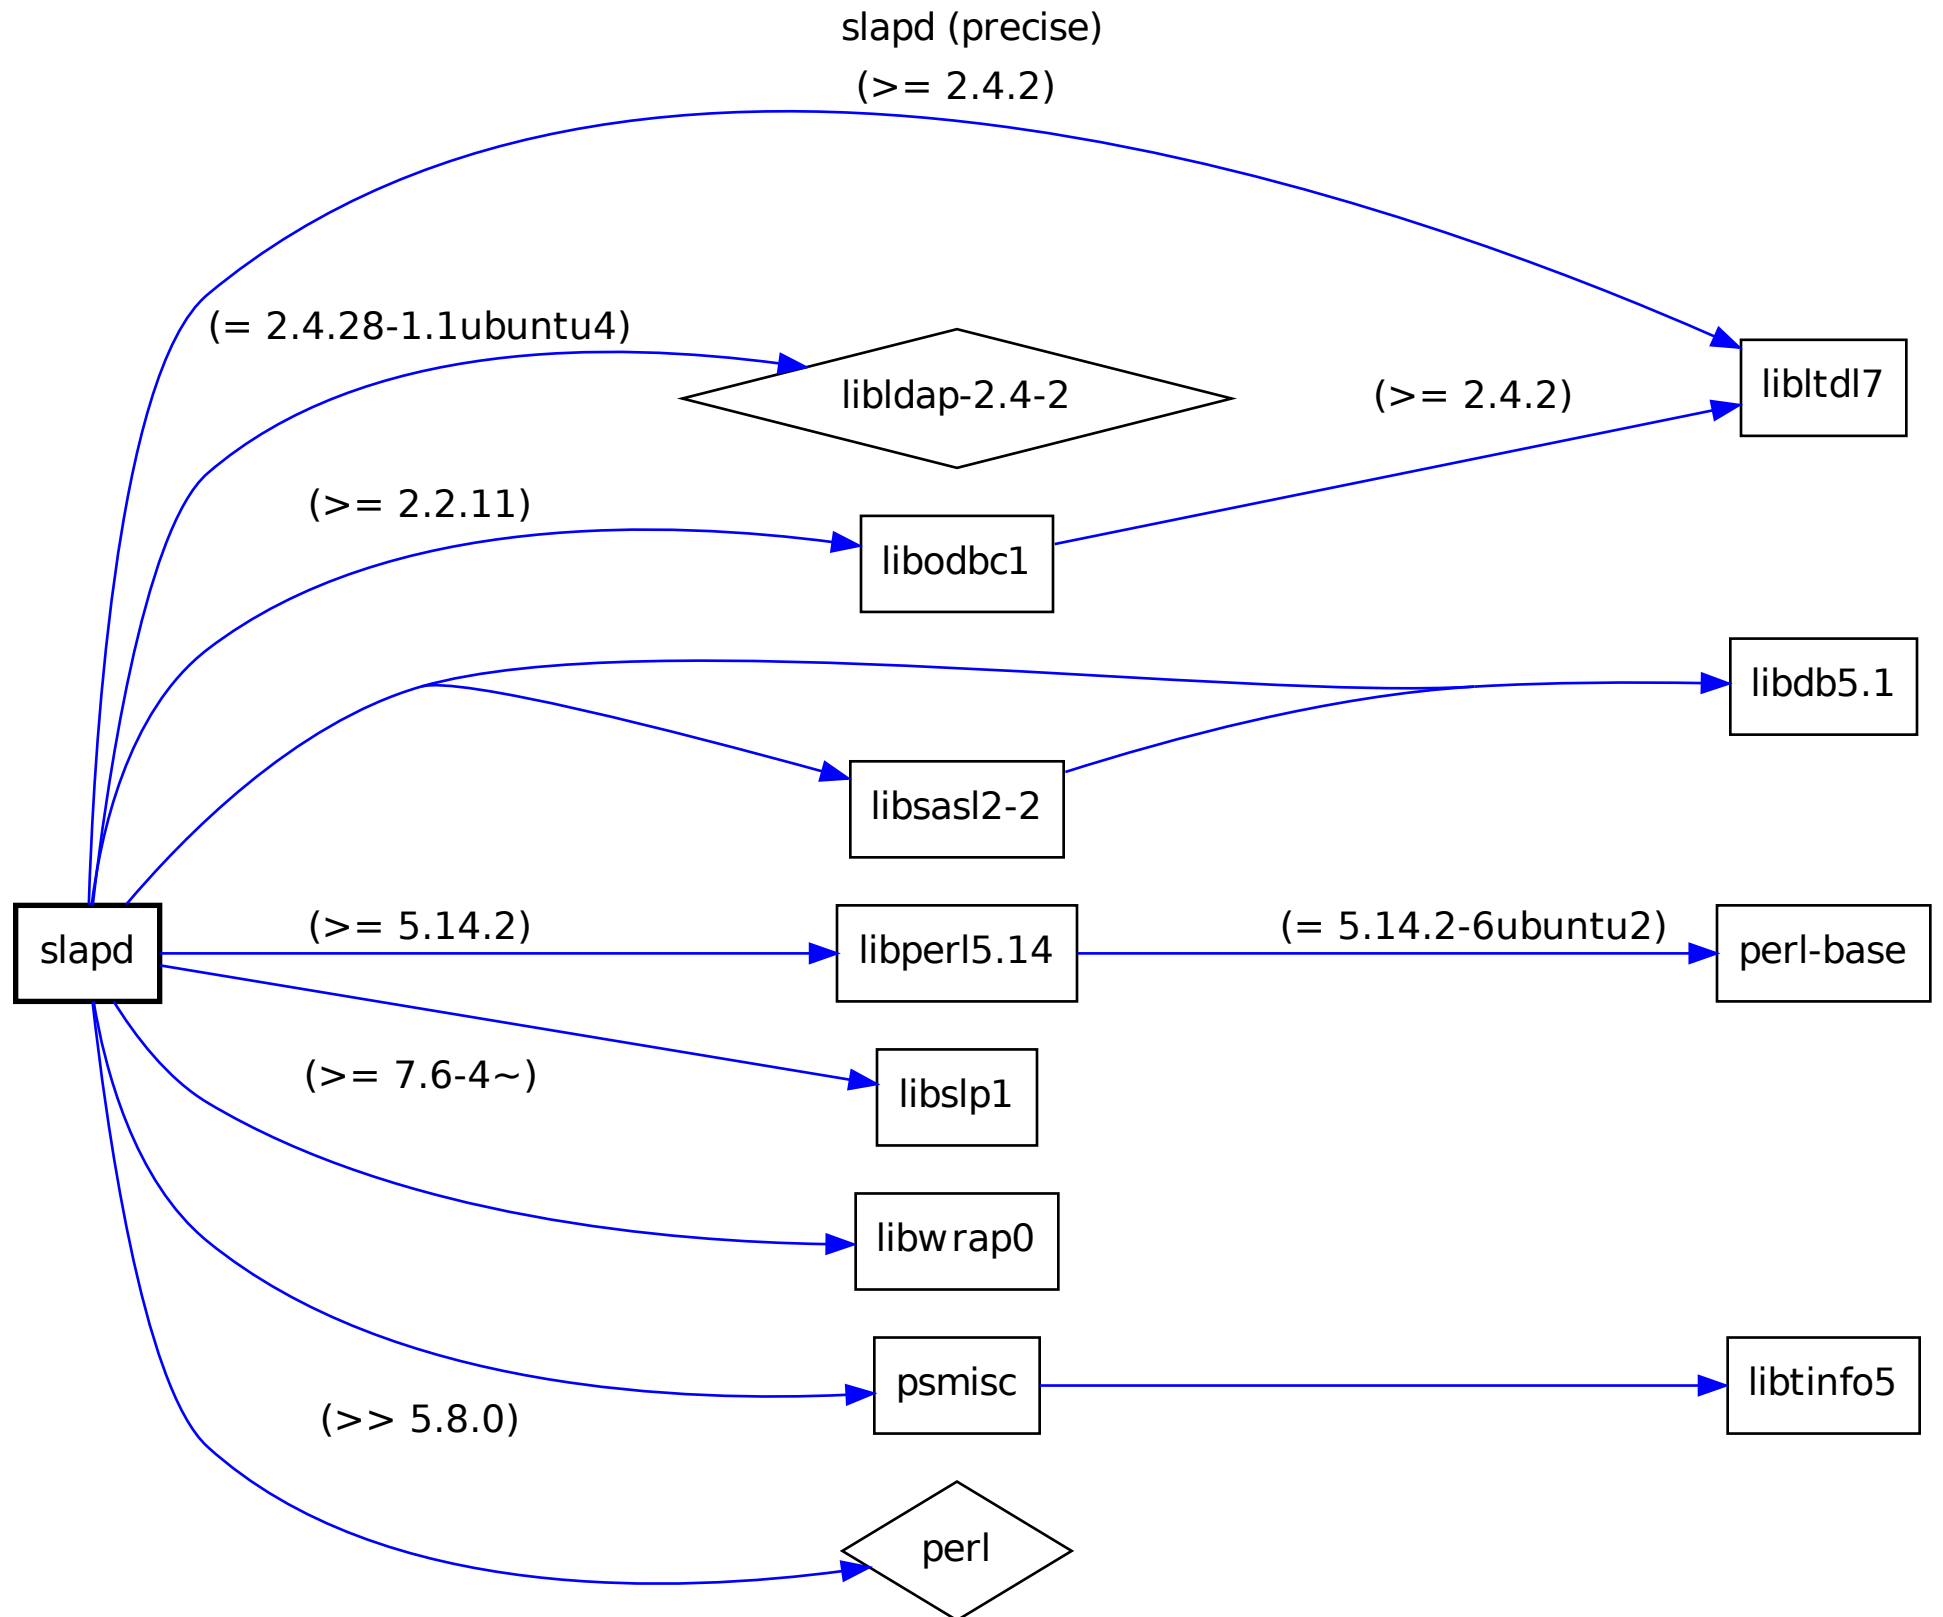 slapd (precise)
(>= 2.4.2)
(= 2.4.28-1.1ubuntu4)
libldap-2.4-2
(>= 2.4.2)
libltdl7
(>= 2.2.11)
libodbc1
libdb5.1
libsasl2-2
slapd
(>= 5.14.2)
libperl5.14
(= 5.14.2-6ubuntu2)
perl-base
(>= 7.6-4~)
libslp1
libwrap0
psmisc
libtinfo5
(>> 5.8.0)
perl